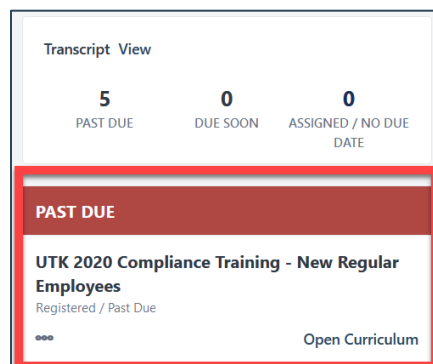 Transcript View
5 0 0
PAST DUE DUE SOON ASSIGNED / NO DUE
DATE
PAST DUE
UTK 2020 Compliance Training - New Regular
Employees
Registered / Past Due
Open Curriculum